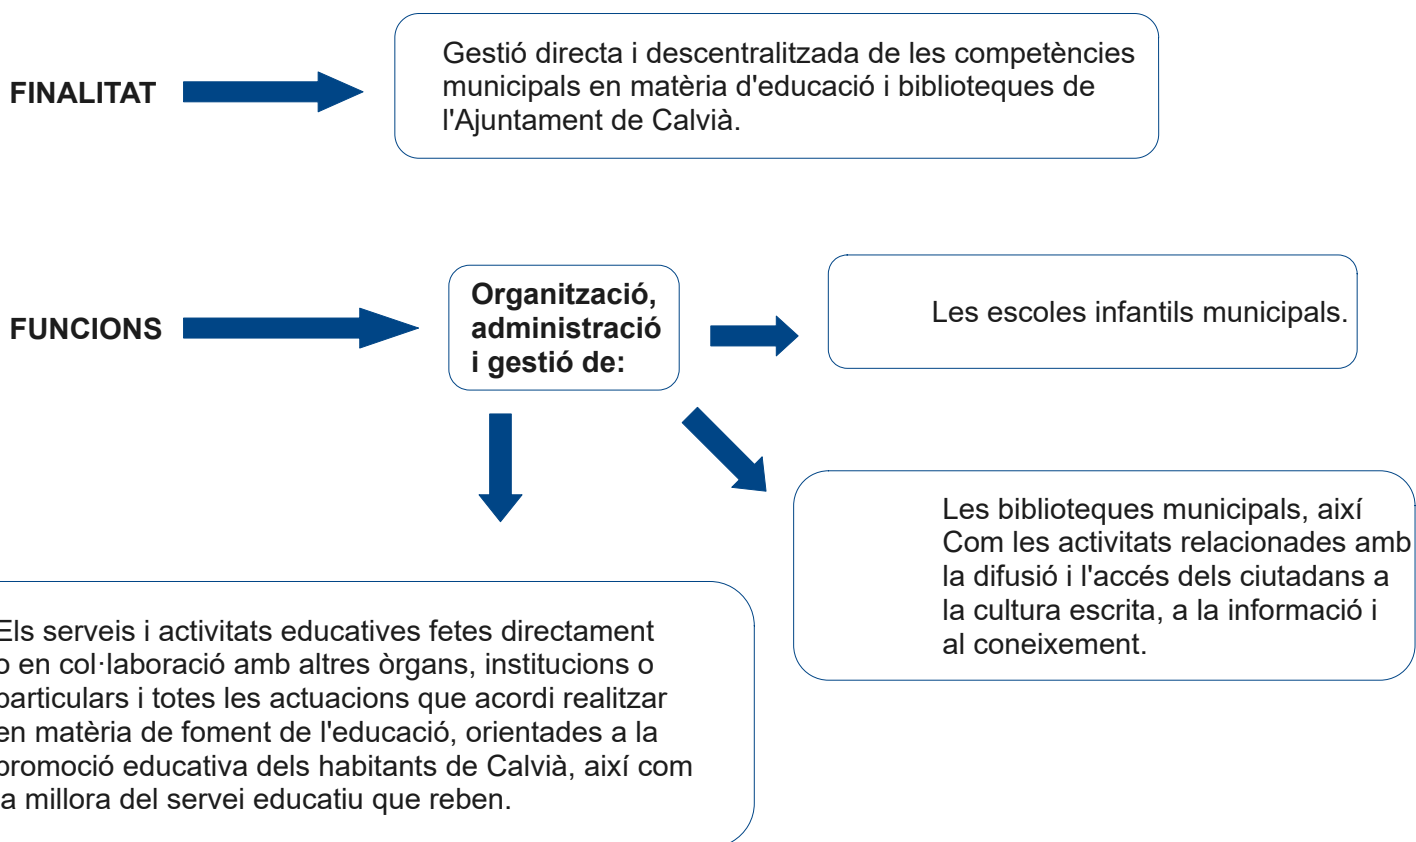 FINALITAT
Gestió directa i descentralitzada de les competències
municipals en matèria d'educació i biblioteques de
l'Ajuntament de Calvià.
FUNCIONS
Organització,
administració
i gestió de:
Les escoles infantils municipals.
Les biblioteques municipals, així
Com les activitats relacionades amb
la difusió i l'accés dels ciutadans a
la cultura escrita, a la informació i
al coneixement.
Els serveis i activitats educatives fetes directament
o en col·laboració amb altres òrgans, institucions o
particulars i totes les actuacions que acordi realitzar
en matèria de foment de l'educació, orientades a la
promoció educativa dels habitants de Calvià, així com
la millora del servei educatiu que reben.